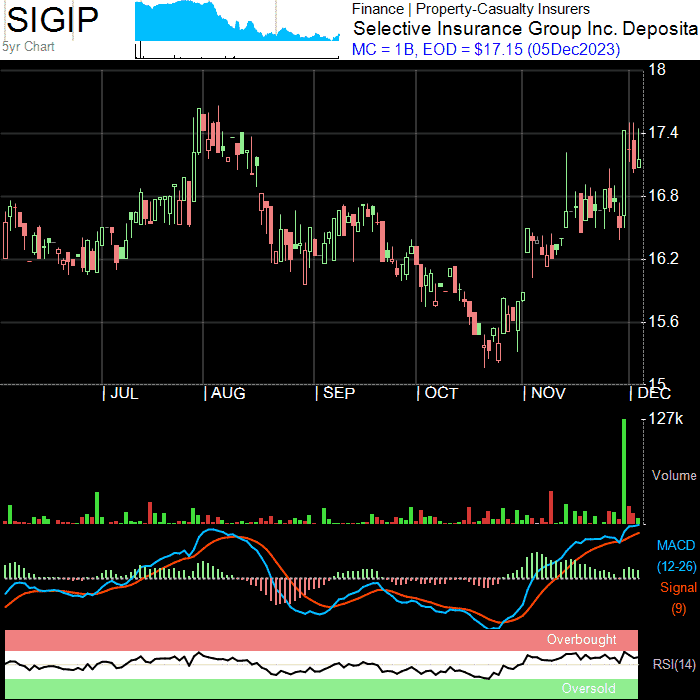 SIGIP
5yr Chart
Finance | Property-Casualty Insurers
Selective Insurance Group Inc. Deposita
MC = 1B, EOD = $17.15 (05Dec2023)
18
17.4
16.8
16.2
15.6
15
| JUL | AUG | SEP | OCT | NOV | DEC
127k
Volume
MACD
(12-26)
Signal
(9)
Overbought
RSI(14)
Oversold